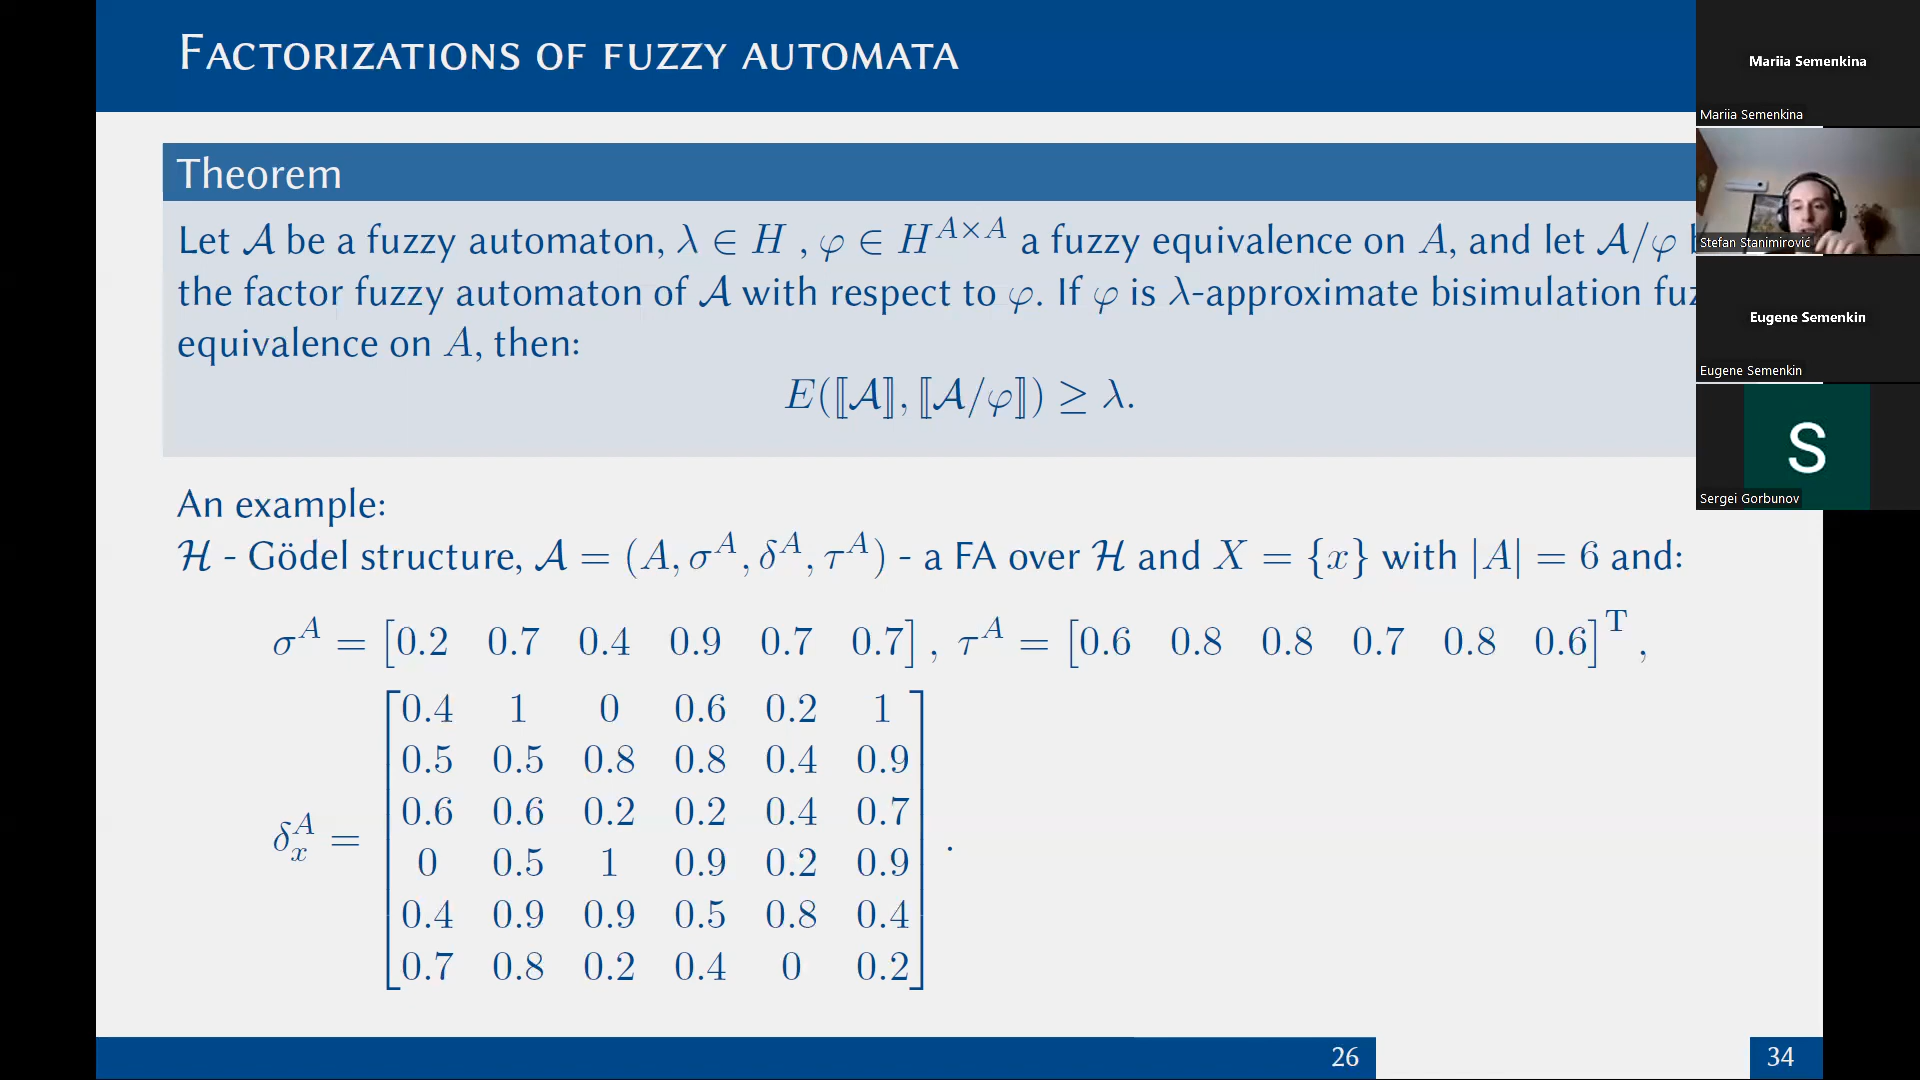 Factorizations of fuzzy automata
Theorem
Let 𝒜 be a fuzzy automaton, λ ∈ H , φ ∈ H^{A×A} a fuzzy equivalence on A, and let 𝒜/φ
the factor fuzzy automaton of 𝒜 with respect to φ. If φ is λ-approximate bisimulation
equivalence on A, then:
E(⟦𝒜⟧, ⟦𝒜/φ⟧) ≥ λ.
An example:
ℋ - Gödel structure, 𝒜 = (A, σ^A, δ^A, τ^A) - a FA over ℋ and X = {x} with |A| = 6 and:
σ^A = [0.2 0.7 0.4 0.9 0.7 0.7] , τ^A = [0.6 0.8 0.8 0.7 0.8 0.6]^T ,
0.4 1 0 0.6 0.2 1
0.5 0.5 0.8 0.8 0.4 0.9
0.6 0.6 0.2 0.2 0.4 0.7
δ_x^A = .
0 0.5 1 0.9 0.2 0.9
0.4 0.9 0.9 0.5 0.8 0.4
0.7 0.8 0.2 0.4 0 0.2
26
34
Mariia Semenkina
Mariia Semenkina
Stefan Stanimirović
Eugene Semenkin
Eugene Semenkin
S
Sergei Gorbunov